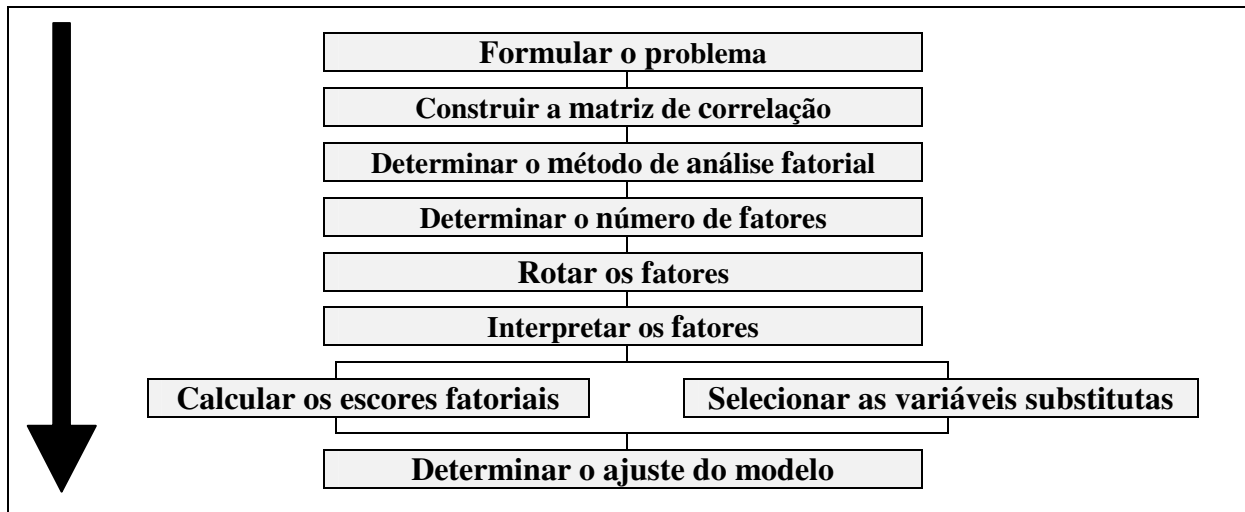 Formular o problema
Construir a matriz de correlação
Determinar o método de análise fatorial
Determinar o número de fatores
Rotar os fatores
Interpretar os fatores
Calcular os escores fatoriais
Selecionar as variáveis substitutas
Determinar o ajuste do modelo